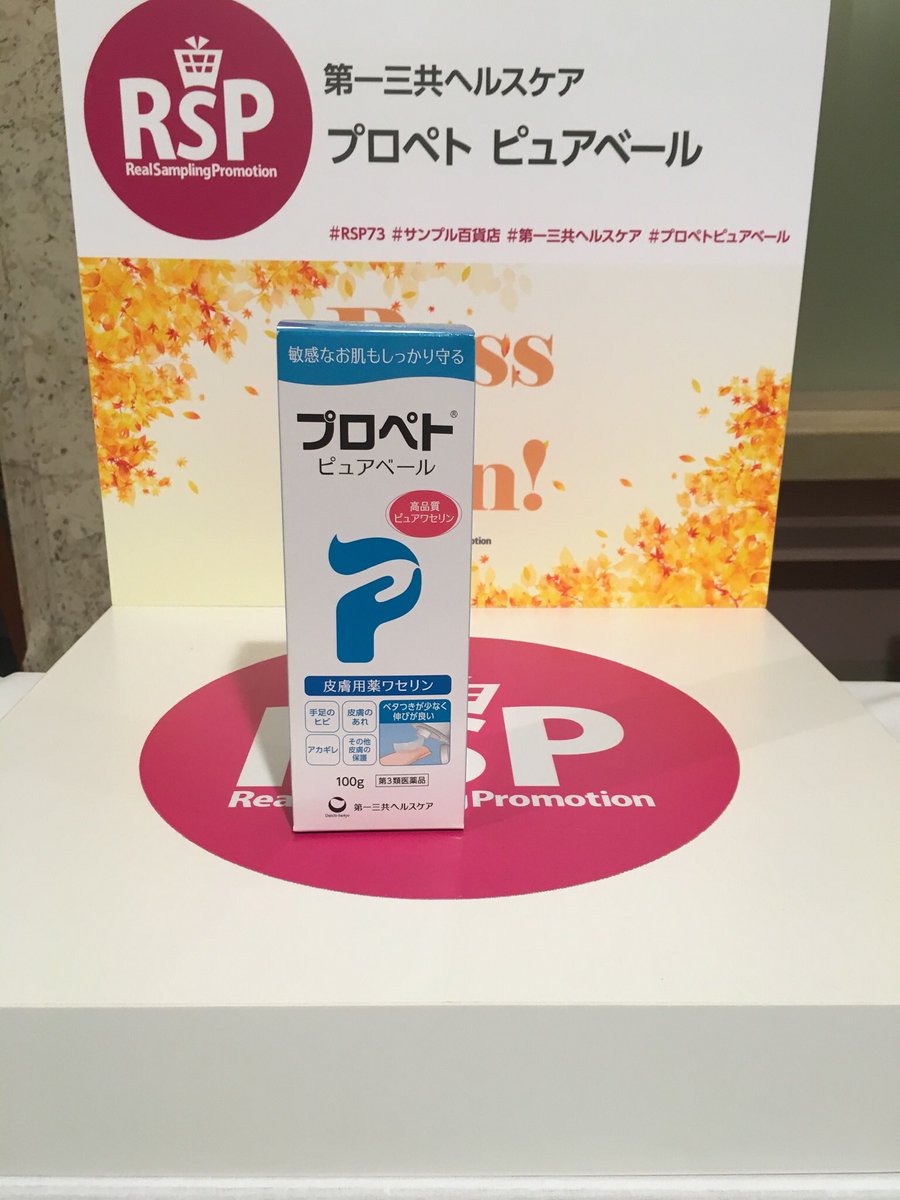 RSP
RealSamplingPromotion
第一三共ヘルスケア
プロペト ピュアベール
#RSP73 #サンプル百貨店 #第一三共ヘルスケア #プロペトピュアベール
敏感なお肌もしっかり守る
プロペト®
ピュアベール
高品質
ピュアワセリン
皮膚用薬ワセリン
手足の
ヒビ
皮膚の
あれ
アカギレ
その他
皮膚の
保護
ベタつきが少なく
伸びが良い
100g
第3類医薬品
Daiichi-Sankyo
第一三共ヘルスケア
SP
Promotion